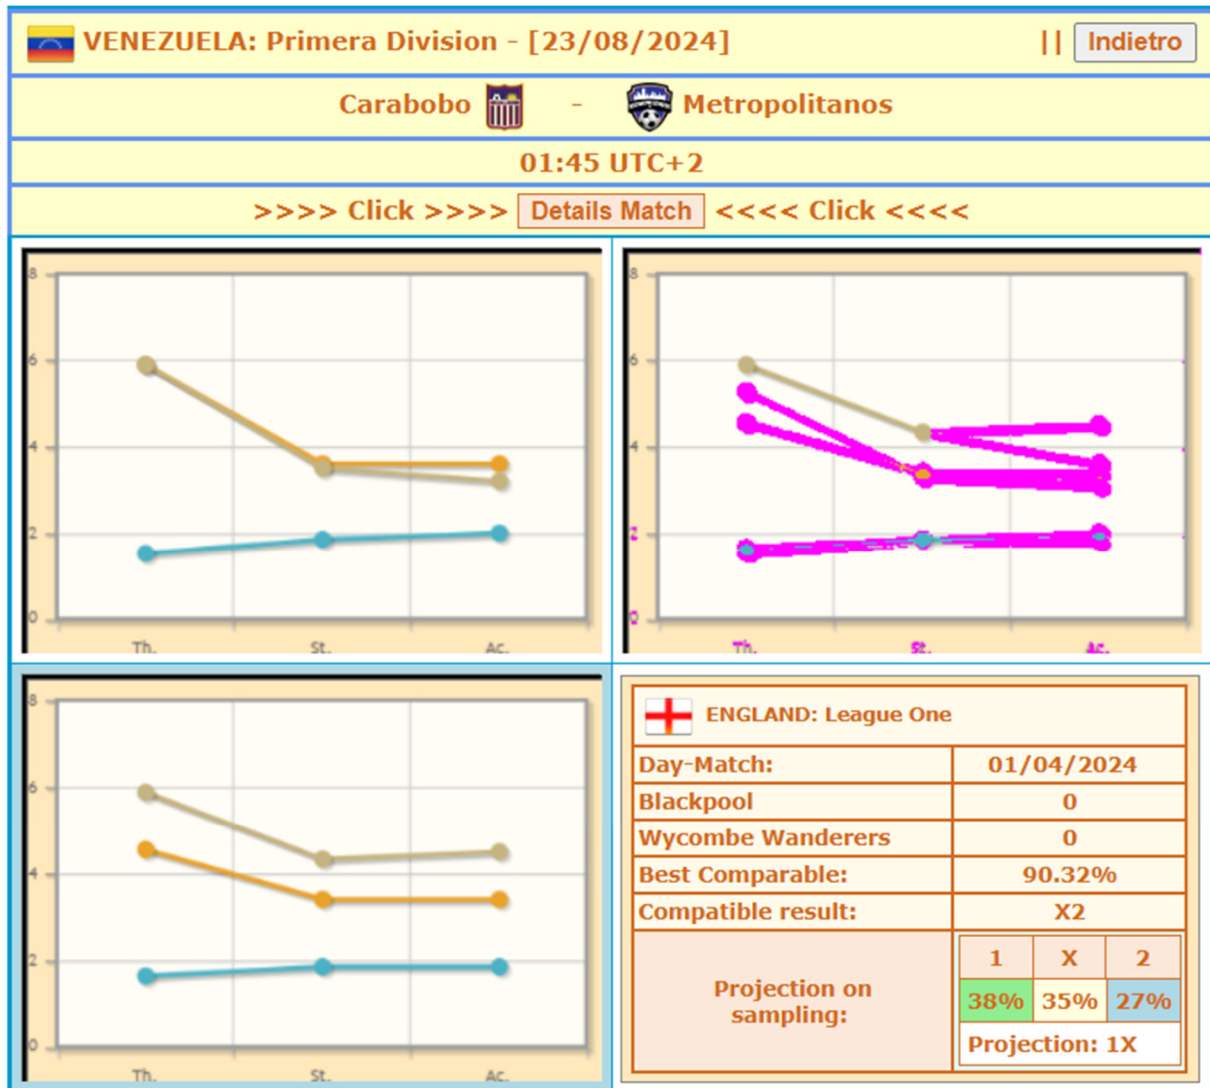 VENEZUELA: Primera Division - [23/08/2024] || Indietro
Carabobo - Metropolitanos
01:45 UTC+2
>>>> Click >>>> Details Match <<<< Click <<<<
8
6
4
2
0
Th. St. Ac.
8
6
4
2
0
Th. St. Ac.
8
6
4
2
0
Th. St. Ac.
ENGLAND: League One
Day-Match: 01/04/2024
Blackpool 0
Wycombe Wanderers 0
Best Comparable: 90.32%
Compatible result: X2
Projection on
sampling:
1 X 2
38% 35% 27%
Projection: 1X